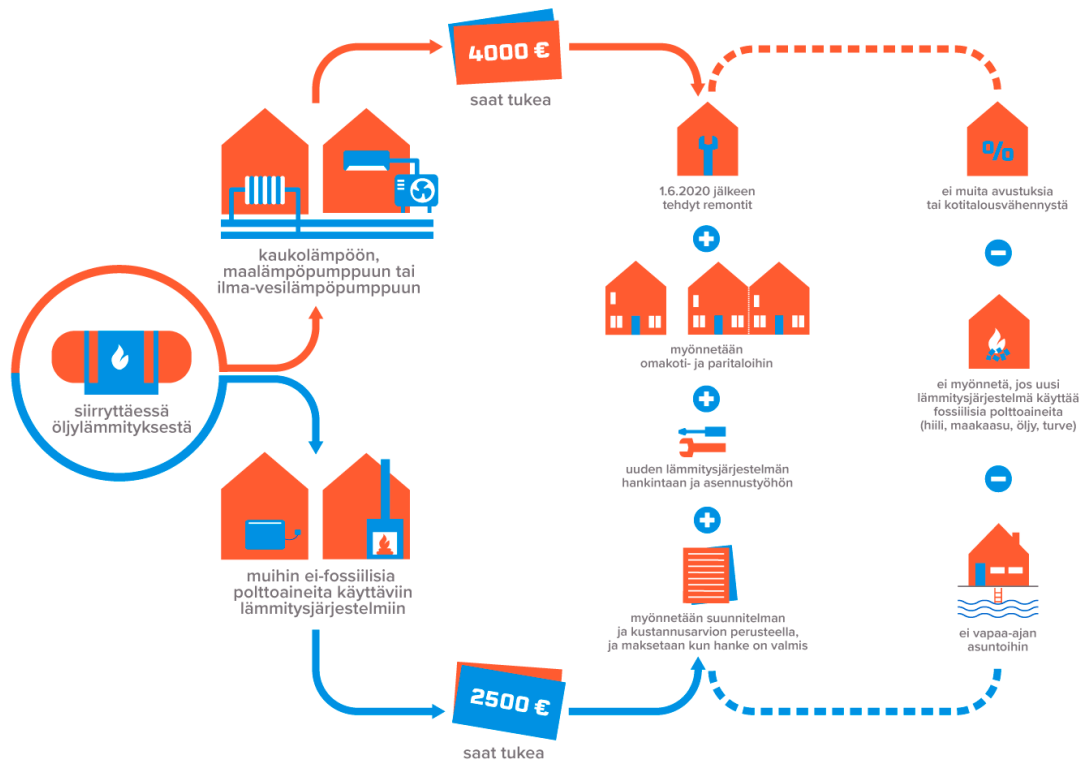 siirryttäessä
öljylämmityksestä
kaukolämpöön,
maalämpöpumppuun tai
ilma-vesilämpöpumppuun
4000 €
saat tukea
muihin ei-fossiilisia
polttoaineita käyttäviin
lämmitysjärjestelmiin
2500 €
saat tukea
1.6.2020 jälkeen
tehdyt remontit
myönnetään
omakoti- ja paritaloihin
uuden lämmitysjärjestelmän
hankintaan ja asennustyöhön
myönnetään suunnitelman
ja kustannusarvion perusteella,
ja maksetaan kun hanke on valmis
%
ei muita avustuksia
tai kotitalousvähennystä
ei myönnetä, jos uusi
lämmitysjärjestelmä käyttää
fossiilisia polttoaineita
(hiili, maakaasu, öljy, turve)
ei vapaa-ajan
asuntoihin